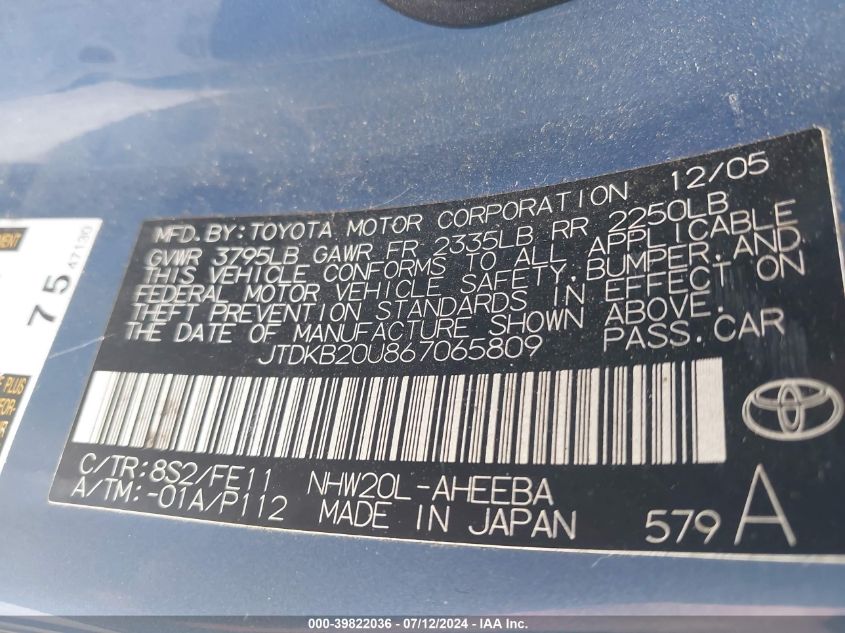 MFD. BY: TOYOTA MOTOR CORPORATION 12/05
GVWR 3795LB GAWR FR 2335LB RR 2250LB
THIS VEHICLE CONFORMS TO ALL APPLICABLE
FEDERAL MOTOR VEHICLE SAFETY, BUMPER, AND
THEFT PREVENTION STANDARDS IN EFFECT ON
THE DATE OF MANUFACTURE SHOWN ABOVE.
JTDKB20U867065809 PASS. CAR
C/TR: 8S2/FE11 NHW20L-AHEEBA
A/TM: -01A/P112 MADE IN JAPAN 579 A
75
47130
PLUS
000-39822036 - 07/12/2024 - IAA Inc.